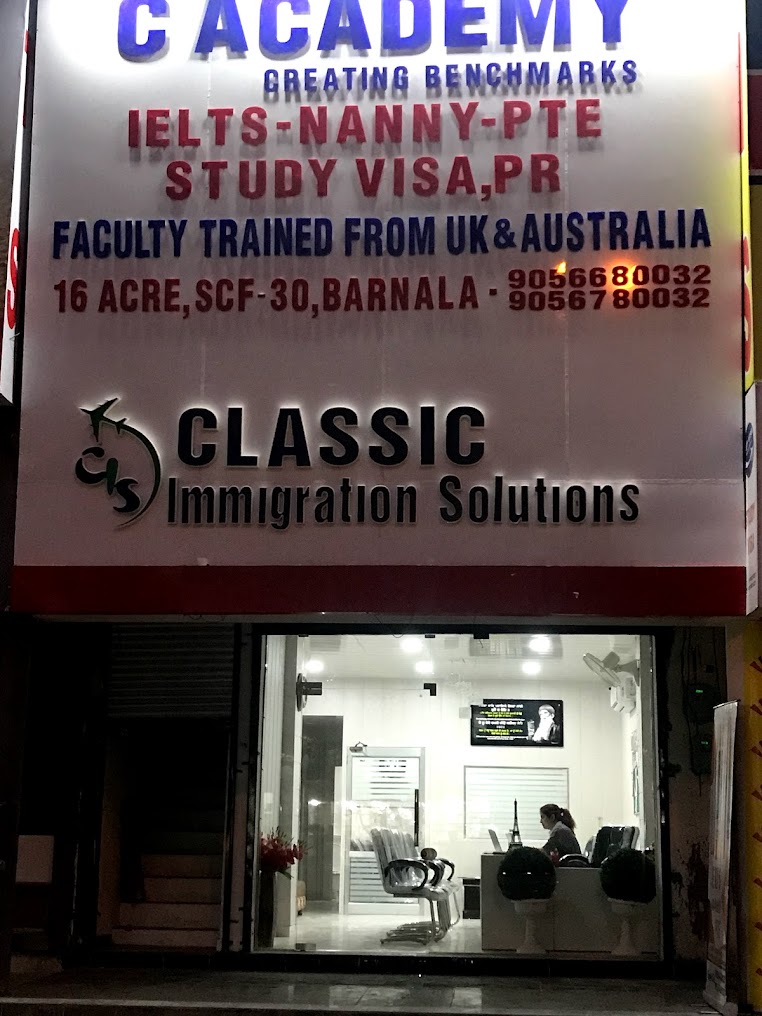 C ACADEMY
CREATING BENCHMARKS
IELTS-NANNY-PTE
STUDY VISA,PR
FACULTY TRAINED FROM UK & AUSTRALIA
16 ACRE,SCF-30,BARNALA · 9056680032
9056780032
CLASSIC
CIS
Immigration Solutions